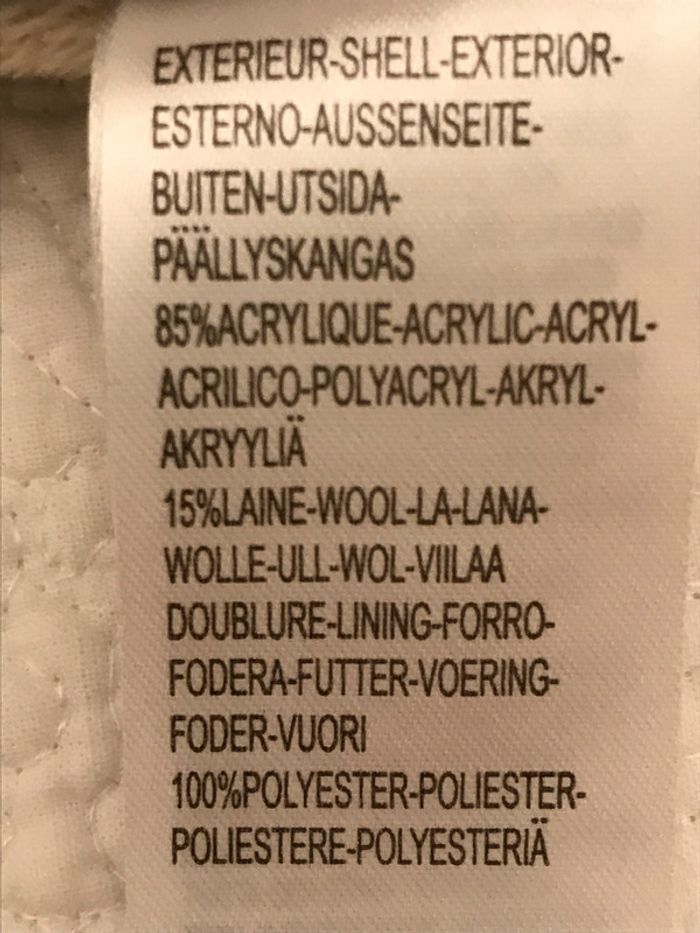 EXTERIEUR-SHELL-EXTERIOR-
ESTERNO-AUSSENSEITE-
BUITEN-UTSIDA-
PÄÄLLYSKANGAS
85%ACRYLIQUE-ACRYLIC-ACRYL-
ACRILICO-POLYACRYL-AKRYL-
AKRYYLIÄ
15%LAINE-WOOL-LA-LANA-
WOLLE-ULL-WOL-VIILAA
DOUBLURE-LINING-FORRO-
FODERA-FUTTER-VOERING-
FODER-VUORI
100%POLYESTER-POLIESTER-
POLIESTERE-POLYESTERIÄ